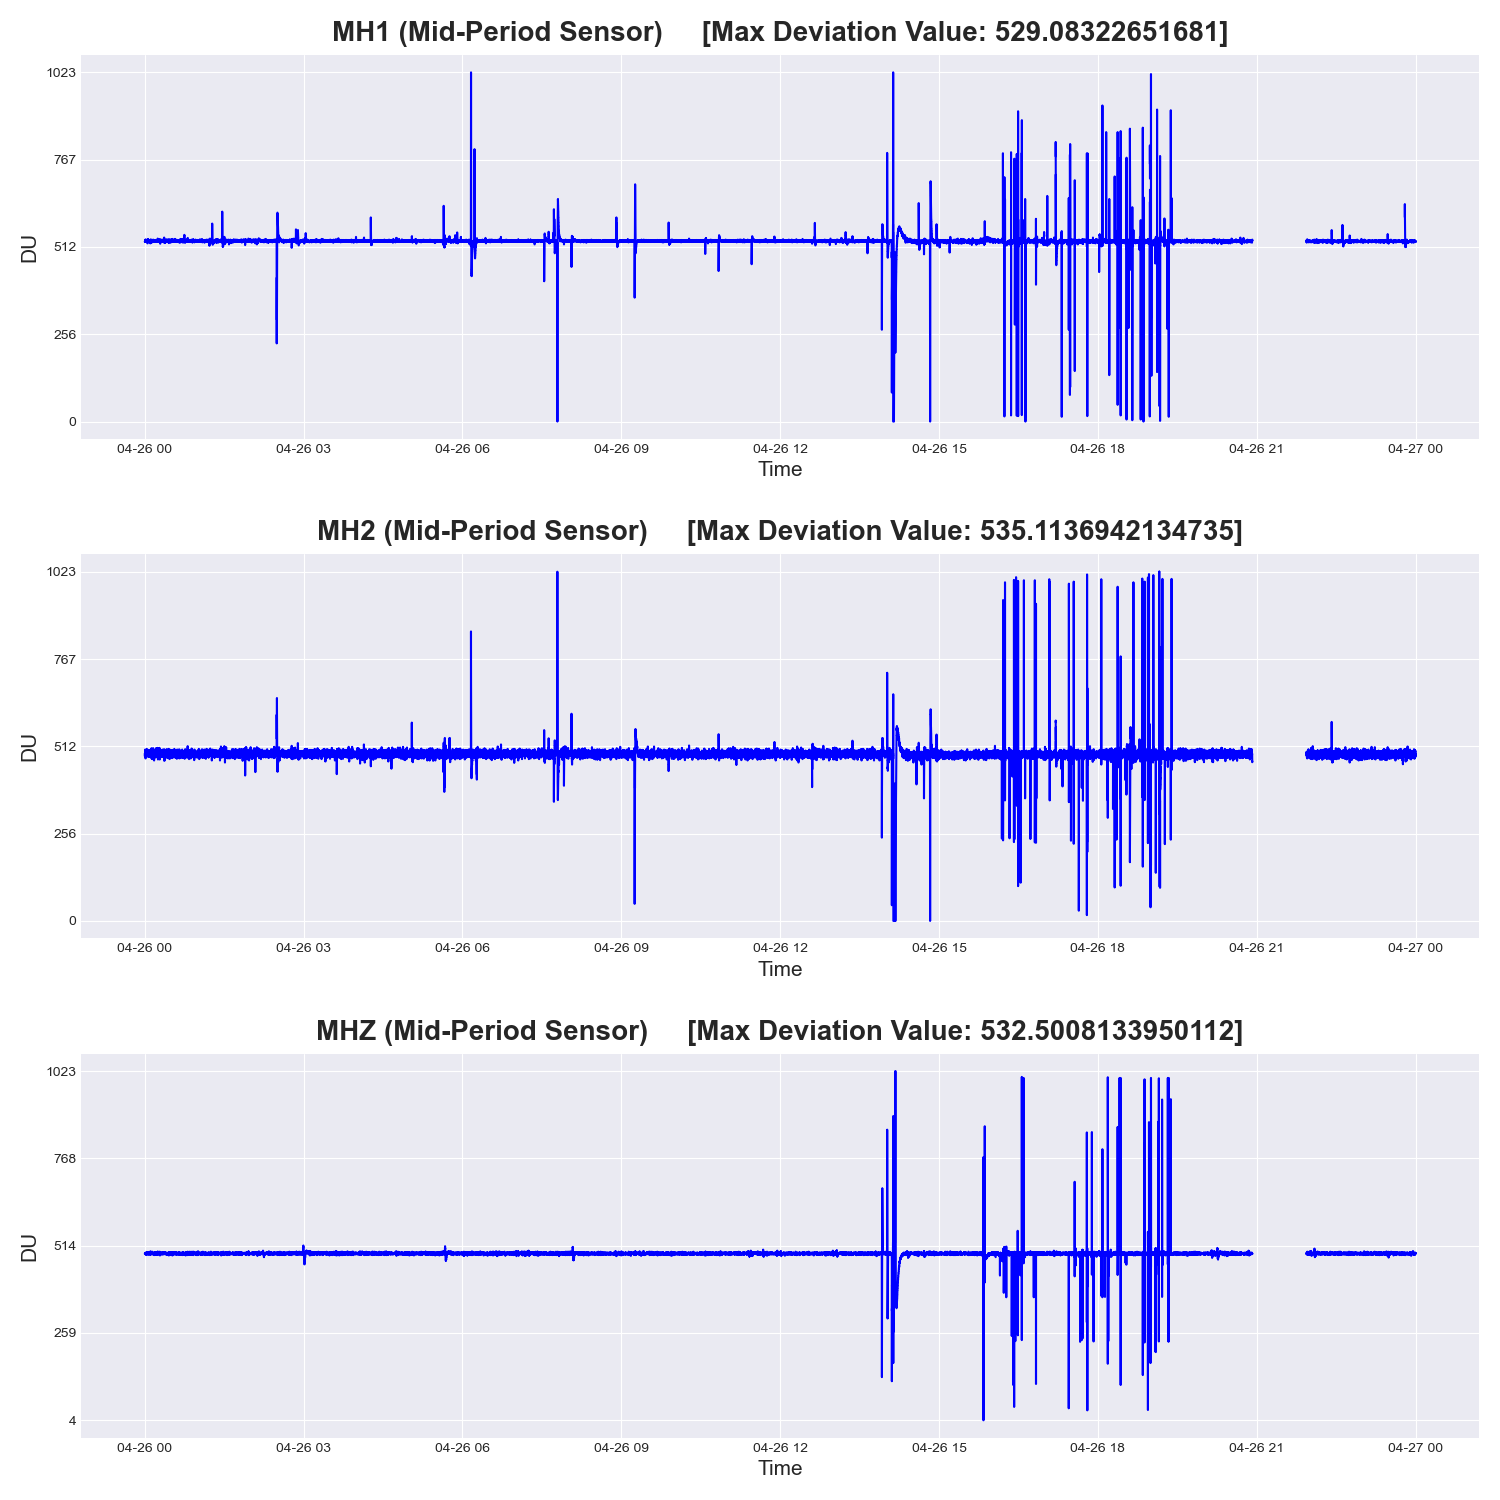 MH1 (Mid-Period Sensor) [Max Deviation Value: 529.08322651681]
1023
767
512
256
0
DU
04-26 00 04-26 03 04-26 06 04-26 09 04-26 12 04-26 15 04-26 18 04-26 21 04-27 00
Time
MH2 (Mid-Period Sensor) [Max Deviation Value: 535.1136942134735]
1023
767
512
256
0
DU
04-26 00 04-26 03 04-26 06 04-26 09 04-26 12 04-26 15 04-26 18 04-26 21 04-27 00
Time
MHZ (Mid-Period Sensor) [Max Deviation Value: 532.5008133950112]
1023
768
514
259
4
DU
04-26 00 04-26 03 04-26 06 04-26 09 04-26 12 04-26 15 04-26 18 04-26 21 04-27 00
Time